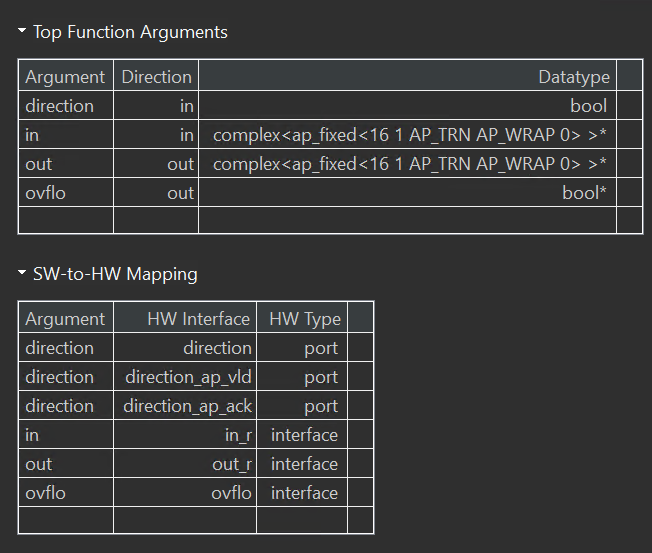 Top Function Arguments
Argument Direction Datatype
direction in bool
in in complex<ap_fixed<16 1 AP_TRN AP_WRAP 0> >*
out out complex<ap_fixed<16 1 AP_TRN AP_WRAP 0> >*
ovflo out bool*
SW-to-HW Mapping
Argument HW Interface HW Type
direction direction port
direction direction_ap_vld port
direction direction_ap_ack port
in in_r interface
out out_r interface
ovflo ovflo interface